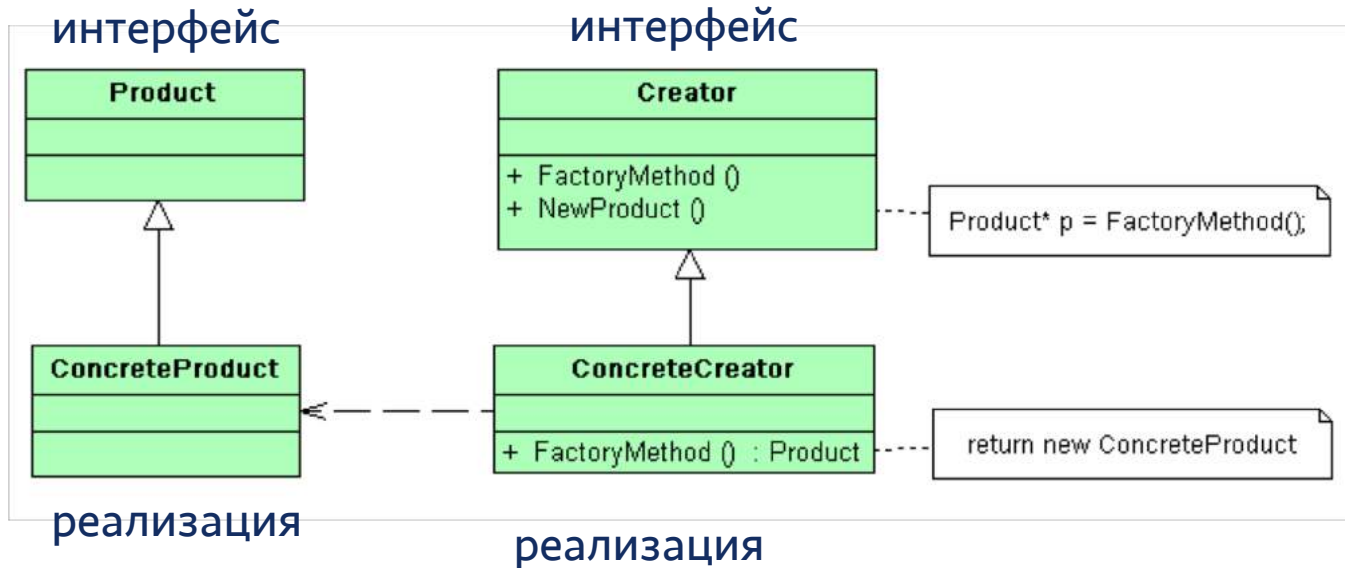 интерфейс
интерфейс
Product
Creator
+ FactoryMethod ()
+ NewProduct ()
Product* p = FactoryMethod();
ConcreteProduct
ConcreteCreator
+ FactoryMethod () : Product
return new ConcreteProduct
реализация
реализация